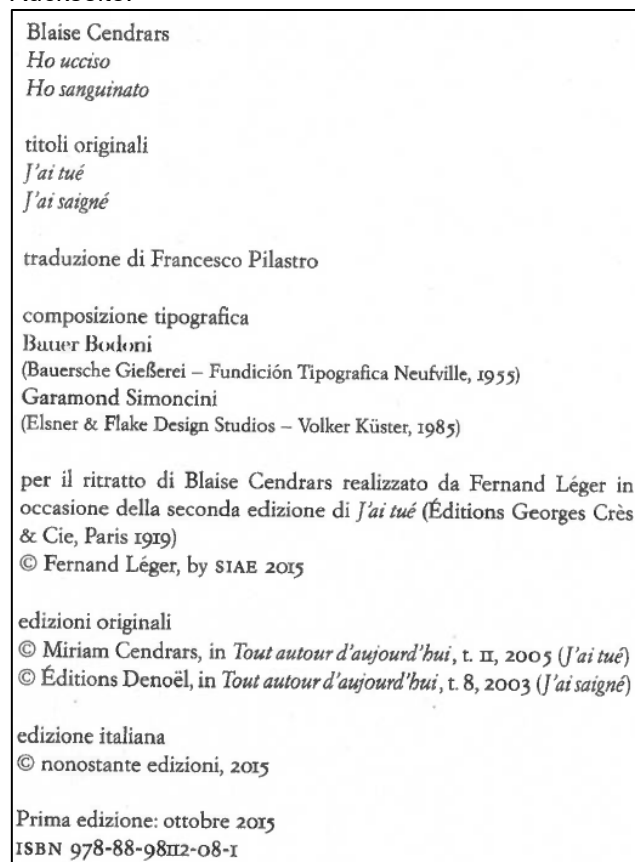 Blaise Cendrars
Ho ucciso
Ho sanguinato
titoli originali
J'ai tué
J'ai saigné
traduzione di Francesco Pilastro
composizione tipografica
Bauer Bodoni
(Bauersche Gießerei – Fundición Tipografica Neufville, 1955)
Garamond Simoncini
(Elsner & Flake Design Studios – Volker Küster, 1985)
per il ritratto di Blaise Cendrars realizzato da Fernand Léger in
occasione della seconda edizione di J'ai tué (Éditions Georges Crès
& Cie, Paris 1919)
© Fernand Léger, by SIAE 2015
edizioni originali
© Miriam Cendrars, in Tout autour d'aujourd'hui, t. II, 2005 (J'ai tué)
© Éditions Denoël, in Tout autour d'aujourd'hui, t. 8, 2003 (J'ai saigné)
edizione italiana
© nonostante edizioni, 2015
Prima edizione: ottobre 2015
ISBN 978-88-98112-08-1